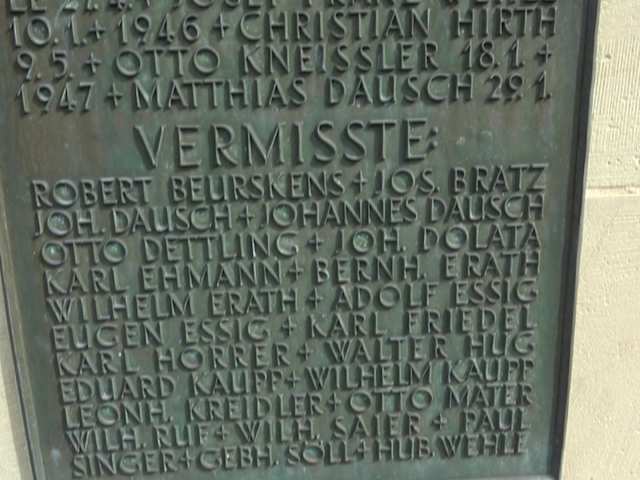 10.1.+1946+CHRISTIAN HIRTH
9.5.+OTTO KNEISSLER 18.1.+
1947+MATTHIAS DAUSCH 29.1.
VERMISSTE:
ROBERT BEURSKENS+JOS. BRATZ
JOH. DAUSCH+JOHANNES DAUSCH
OTTO DETTLING+JOH. DOLATA
KARL EHMANN+BERNH. ERATH
WILHELM ERATH+ADOLF ESSIG
EUGEN ESSIG+KARL FRIEDEL
KARL HORRER+WALTER HUG
EDUARD KAUPP+WILHELM KAUPP
LEONH. KREIDLER+OTTO MATER
WILH. RUF+WILH. SAIER+PAUL
SINGER+GEBH. SÖLL+HUB. WEHLE